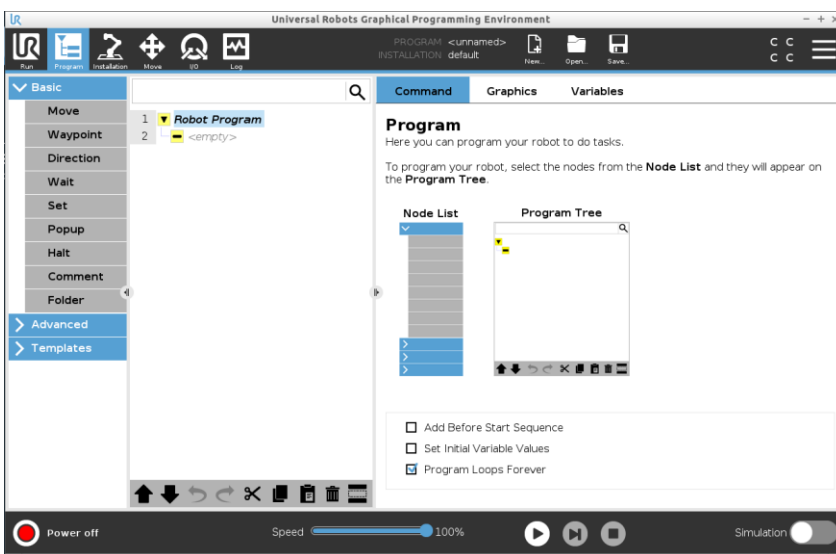 UR Universal Robots Graphical Programming Environment
UR
Run Program Installation Move I/O Log
PROGRAM <unnamed>
INSTALLATION default
New... Open... Save...
C C
C C
Basic
Move
Waypoint
Direction
Wait
Set
Popup
Halt
Comment
Folder
Advanced
Templates
1 Robot Program
2 <empty>
Command Graphics Variables
Program
Here you can program your robot to do tasks.
To program your robot, select the nodes from the Node List and they will appear on
the Program Tree.
Node List Program Tree
Add Before Start Sequence
Set Initial Variable Values
Program Loops Forever
Power off Speed 100% Simulation